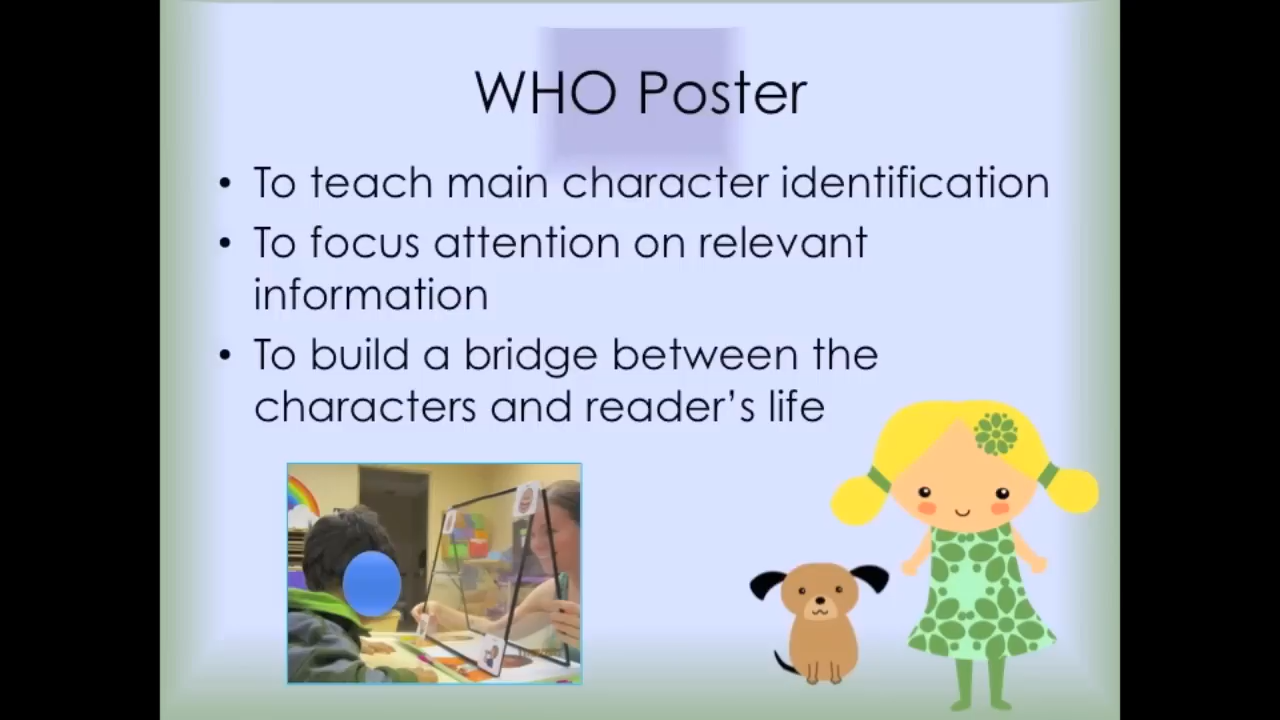 WHO Poster
• To teach main character identification
• To focus attention on relevant
information
• To build a bridge between the
characters and reader’s life